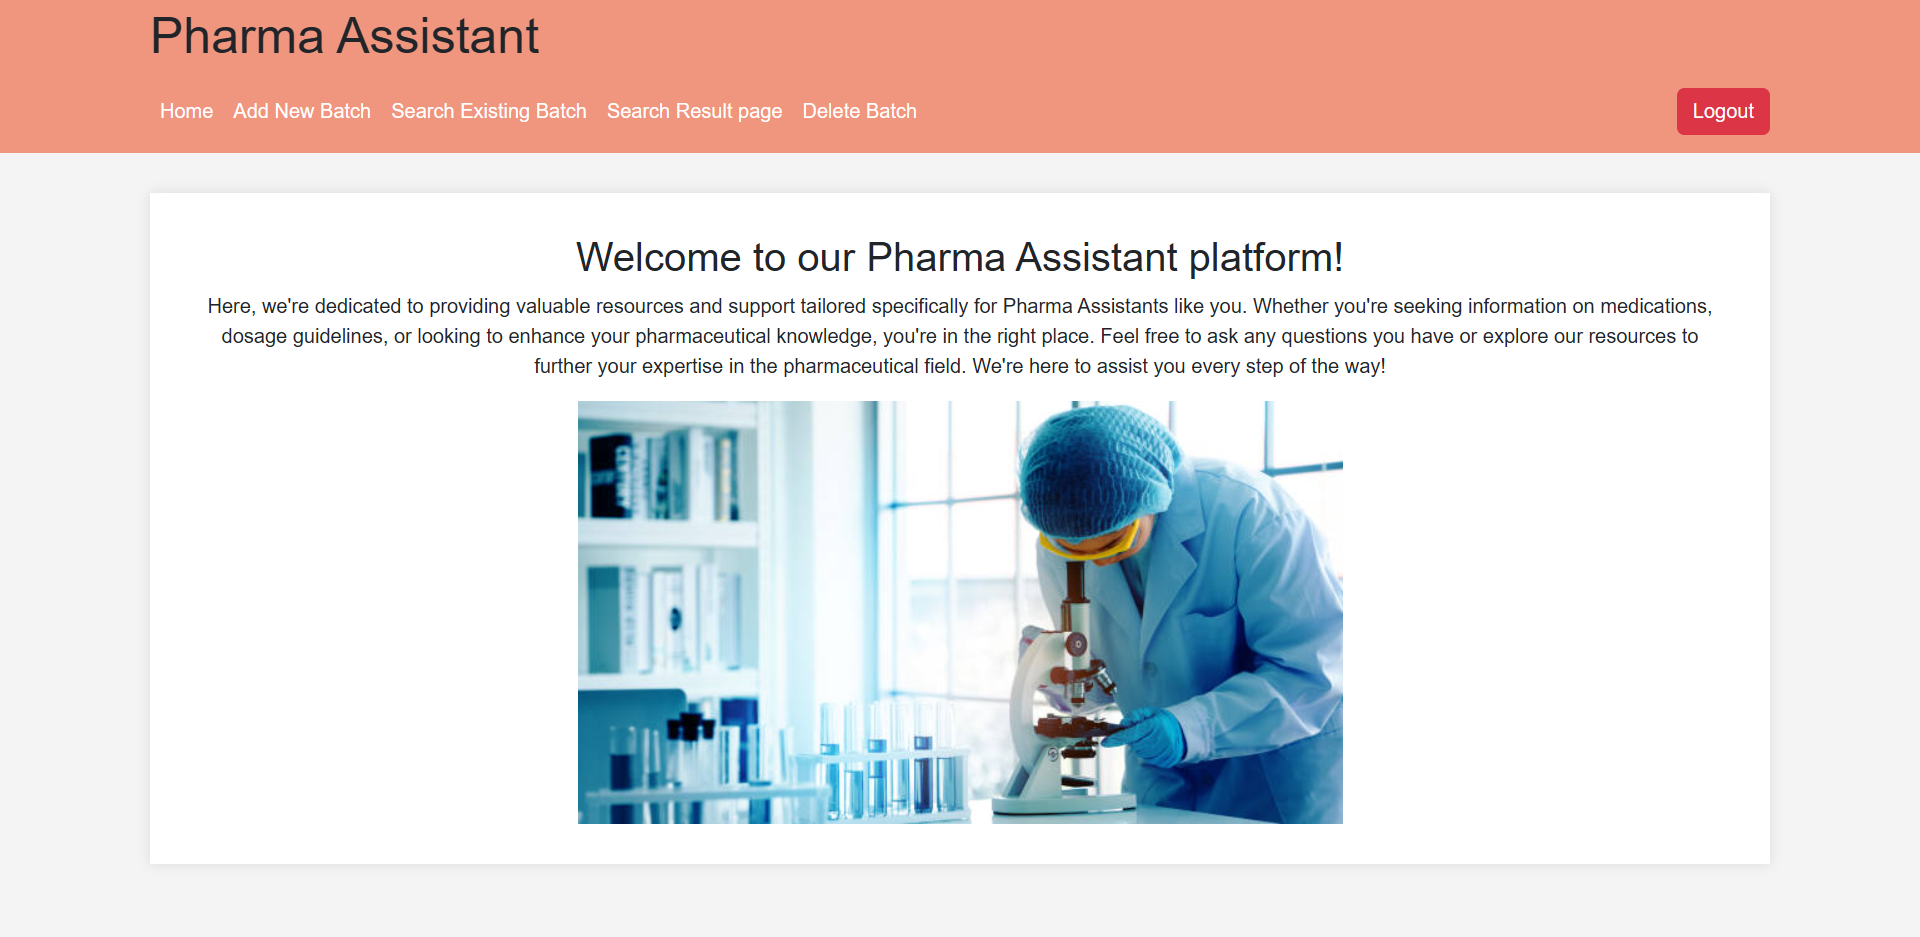 Pharma Assistant
Home Add New Batch Search Existing Batch Search Result page Delete Batch Logout
Welcome to our Pharma Assistant platform!
Here, we're dedicated to providing valuable resources and support tailored specifically for Pharma Assistants like you. Whether you're seeking information on medications,
dosage guidelines, or looking to enhance your pharmaceutical knowledge, you're in the right place. Feel free to ask any questions you have or explore our resources to
further your expertise in the pharmaceutical field. We're here to assist you every step of the way!